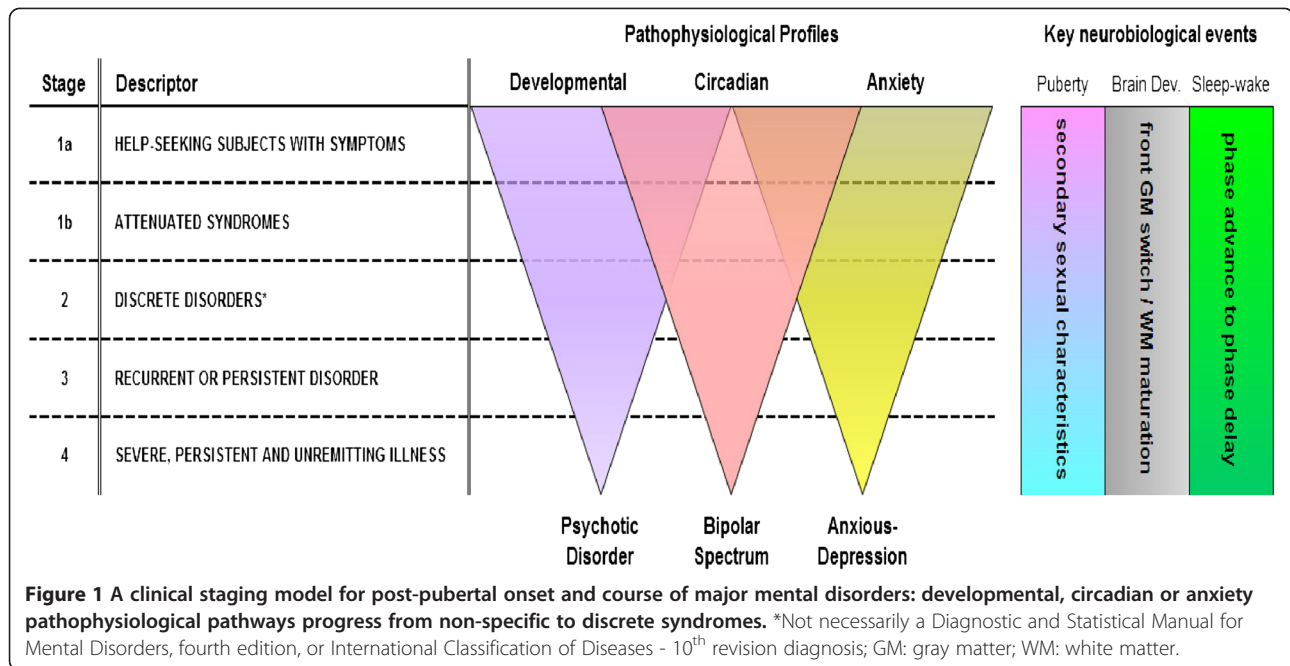 Pathophysiological Profiles
Key neurobiological events
Stage
Descriptor
Developmental
Circadian
Anxiety
Puberty
Brain Dev.
Sleep-wake
1a
HELP-SEEKING SUBJECTS WITH SYMPTOMS
1b
ATTENUATED SYNDROMES
2
DISCRETE DISORDERS*
3
RECURRENT OR PERSISTENT DISORDER
4
SEVERE, PERSISTENT AND UNREMITTING ILLNESS
secondary sexual characteristics
front GM switch / WM maturation
phase advance to phase delay
Psychotic
Disorder
Bipolar
Spectrum
Anxious-
Depression
Figure 1 A clinical staging model for post-pubertal onset and course of major mental disorders: developmental, circadian or anxiety
pathophysiological pathways progress from non-specific to discrete syndromes. *Not necessarily a Diagnostic and Statistical Manual for
Mental Disorders, fourth edition, or International Classification of Diseases - 10th revision diagnosis; GM: gray matter; WM: white matter.